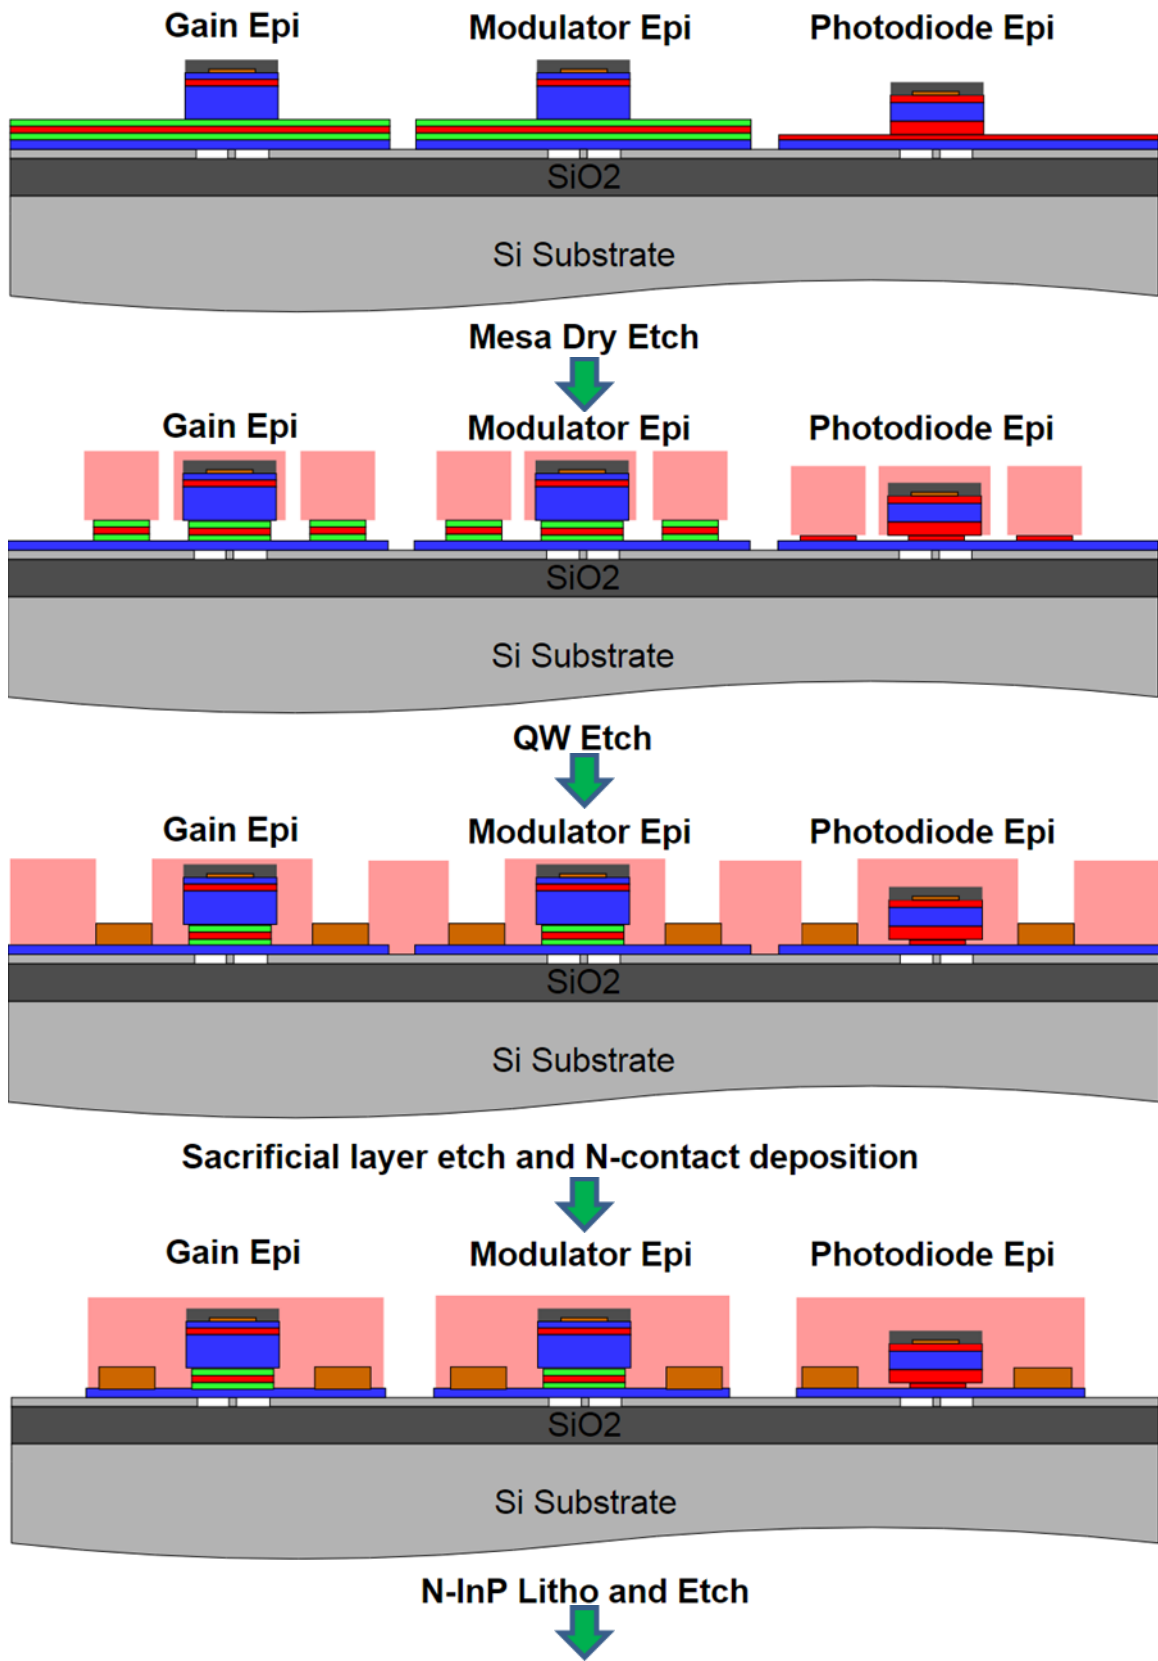 Gain Epi Modulator Epi Photodiode Epi
SiO2
Si Substrate
Mesa Dry Etch
Gain Epi Modulator Epi Photodiode Epi
SiO2
Si Substrate
QW Etch
Gain Epi Modulator Epi Photodiode Epi
SiO2
Si Substrate
Sacrificial layer etch and N-contact deposition
Gain Epi Modulator Epi Photodiode Epi
SiO2
Si Substrate
N-InP Litho and Etch